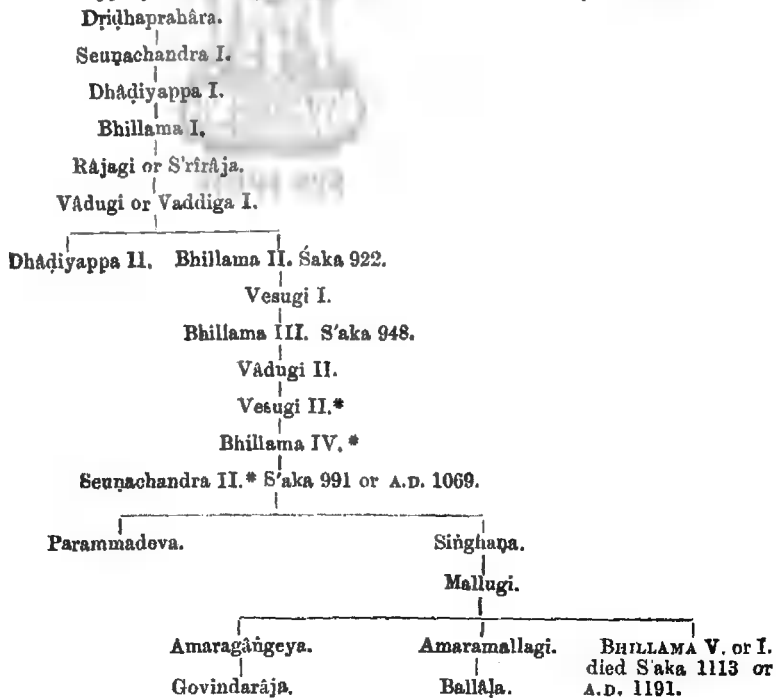 Dṛiḍhaprahâra.
Seuṇachandra I.
Dhâḍiyappa I.
Bhillama I.
Râjagi or S'rîrâja.
Vâdugi or Vaddiga I.
Dhâḍiyappa II. Bhillama II. Śaka 922.
Vesugi I.
Bhillama III. S'aka 948.
Vâdugi II.
Vesugi II.*
Bhillama IV. *
Seuṇachandra II.* S'aka 991 or A.D. 1069.
Parammadeva. Siṅghaṇa.
Mallugi.
Amaragâṅgeya. Amaramallagi. BHILLAMA V. or I.
died S'aka 1113 or
Govindarâja. Ballâḷa. A.D. 1191.